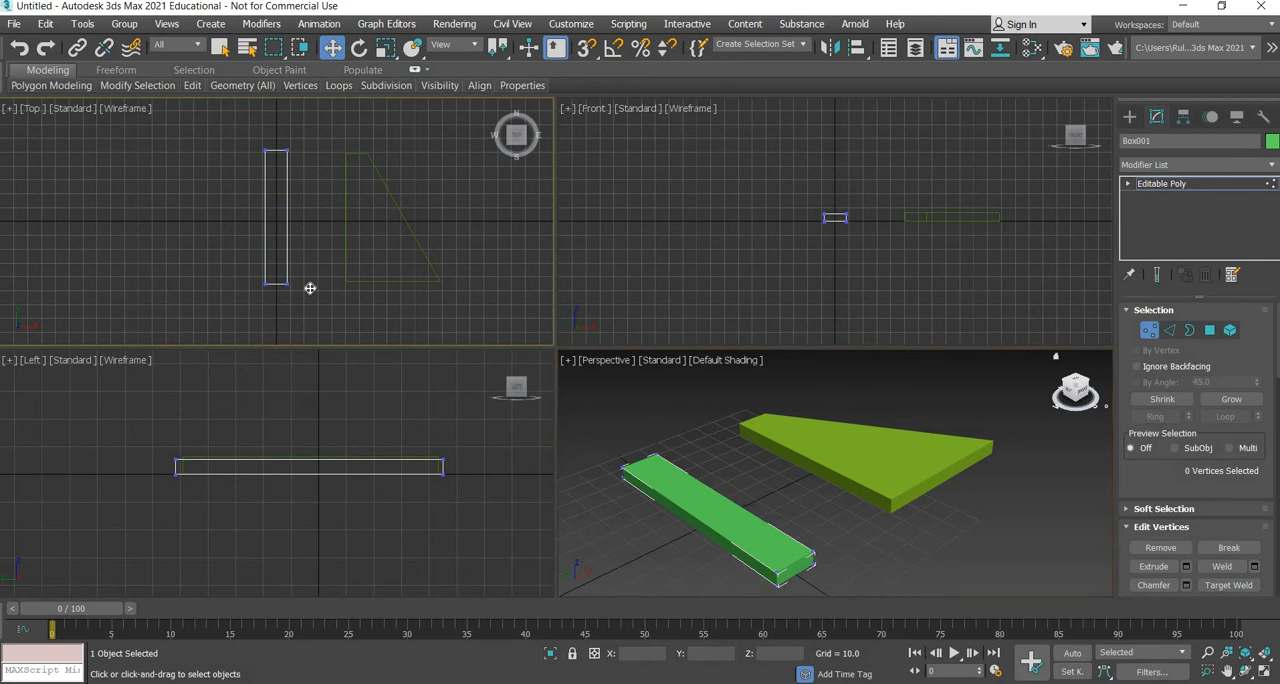 Untitled - Autodesk 3ds Max 2021 Educational - Not for Commercial Use
File Edit Tools Group Views Create Modifiers Animation Graph Editors Rendering Civil View Customize Scripting Interactive Content Substance Arnold Help Sign In Workspaces: Default
All View Create Selection Set C:\Users\Rul...3ds Max 2021
Modeling Freeform Selection Object Paint Populate
Polygon Modeling Modify Selection Edit Geometry (All) Vertices Loops Subdivision Visibility Align Properties
[+] [Top] [Standard] [Wireframe]
[+] [Front] [Standard] [Wireframe]
N
W
TOP
E
S
Box001
Modifier List
Editable Poly
Selection
By Vertex
Ignore Backfacing
By Angle: 45.0
Shrink Grow
Ring Loop
Preview Selection
Off SubObj Multi
0 Vertices Selected
Soft Selection
Edit Vertices
Remove Break
Extrude Weld
Chamfer Target Weld
[+] [Left] [Standard] [Wireframe]
[+] [Perspective] [Standard] [Default Shading]
< 0 / 100 >
0 5 10 15 20 25 30 35 40 45 50 55 60 65 70 75 80 85 90 95 100
1 Object Selected X: Y: Z: Grid = 10.0 Auto Selected
MAXScript Mi Click or click-and-drag to select objects Add Time Tag 0 Set K. Filters...